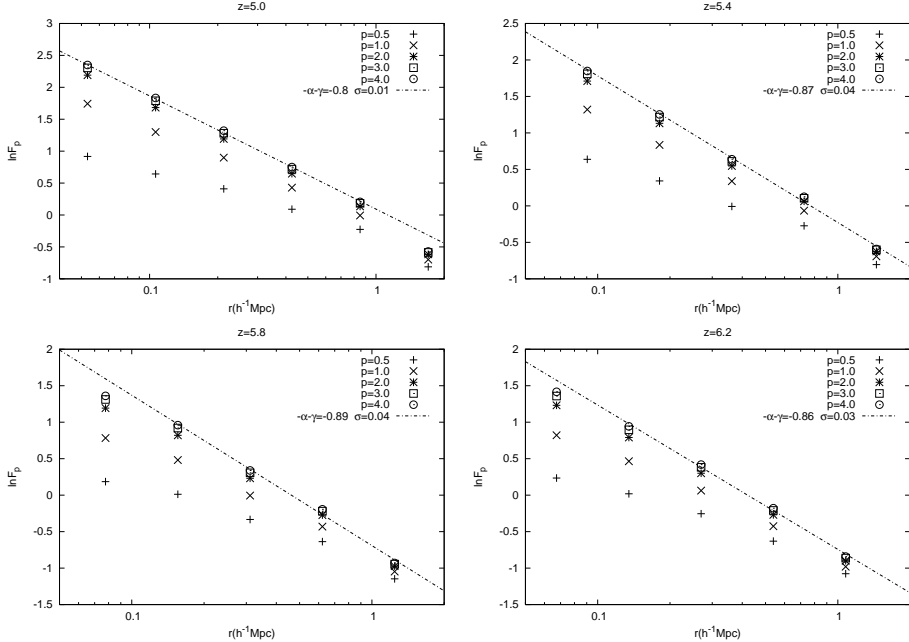 z=5.0
3
2.5
2
1.5
1
0.5
0
-0.5
-1
lnFp
p=0.5
p=1.0
p=2.0
p=3.0
p=4.0
-α-γ=-0.8 σ=0.01
0.1
1
r(h-1Mpc)
z=5.4
2.5
2
1.5
1
0.5
0
-0.5
-1
lnFp
p=0.5
p=1.0
p=2.0
p=3.0
p=4.0
-α-γ=-0.87 σ=0.04
0.1
1
r(h-1Mpc)
z=5.8
2
1.5
1
0.5
0
-0.5
-1
-1.5
lnFp
p=0.5
p=1.0
p=2.0
p=3.0
p=4.0
-α-γ=-0.89 σ=0.04
0.1
1
r(h-1Mpc)
z=6.2
2
1.5
1
0.5
0
-0.5
-1
-1.5
lnFp
p=0.5
p=1.0
p=2.0
p=3.0
p=4.0
-α-γ=-0.86 σ=0.03
0.1
1
r(h-1Mpc)